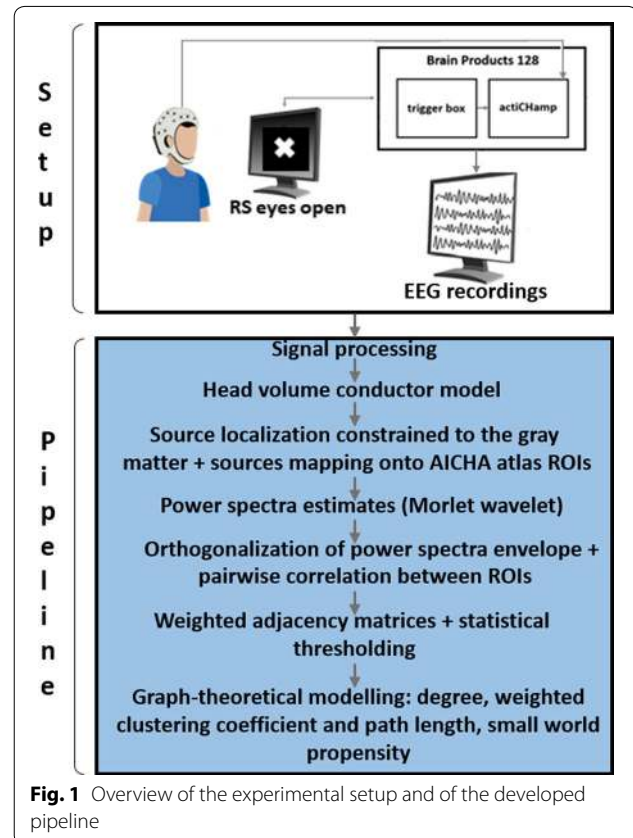 Setup
Brain Products 128
trigger box
actiCHamp
RS eyes open
EEG recordings
Pipeline
Signal processing
Head volume conductor model
Source localization constrained to the gray
matter + sources mapping onto AICHA atlas ROIs
Power spectra estimates (Morlet wavelet)
Orthogonalization of power spectra envelope +
pairwise correlation between ROIs
Weighted adjacency matrices + statistical
thresholding
Graph-theoretical modelling: degree, weighted
clustering coefficient and path length, small world
propensity
Fig. 1 Overview of the experimental setup and of the developed
pipeline